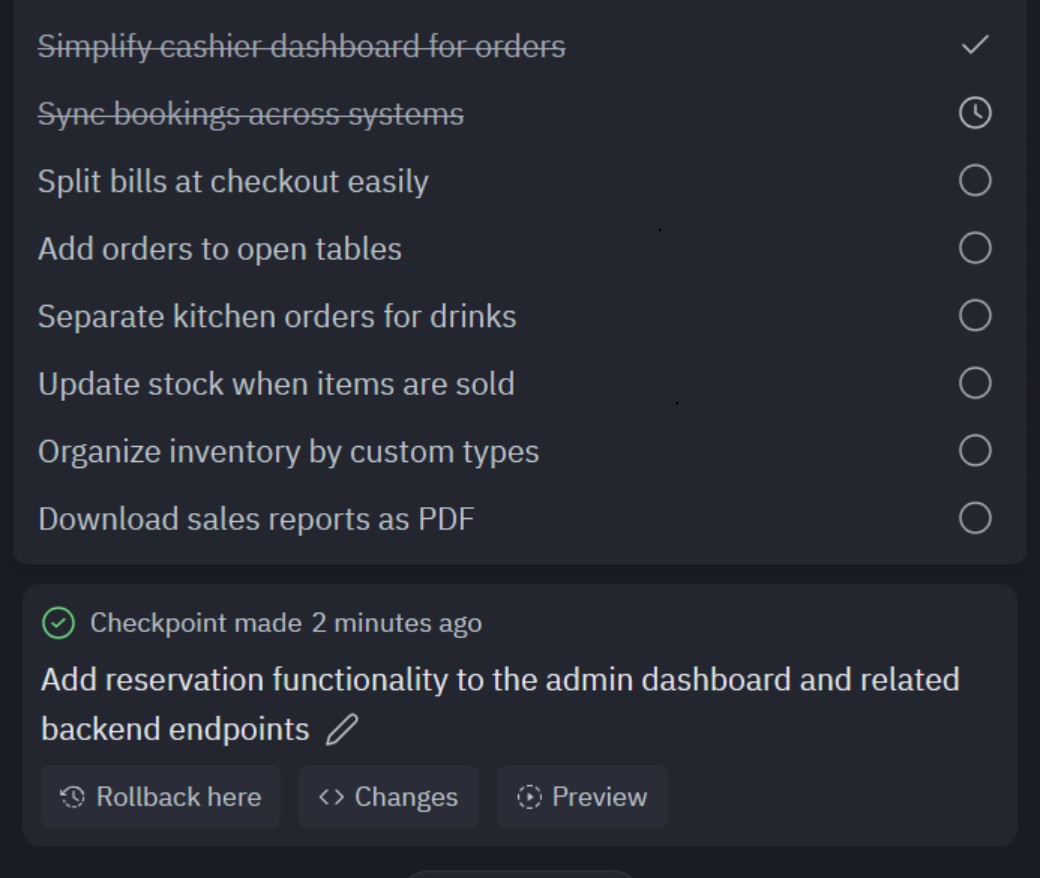 Simplify cashier dashboard for orders
Sync bookings across systems
Split bills at checkout easily
Add orders to open tables
Separate kitchen orders for drinks
Update stock when items are sold
Organize inventory by custom types
Download sales reports as PDF
Checkpoint made 2 minutes ago
Add reservation functionality to the admin dashboard and related
backend endpoints
Rollback here Changes Preview